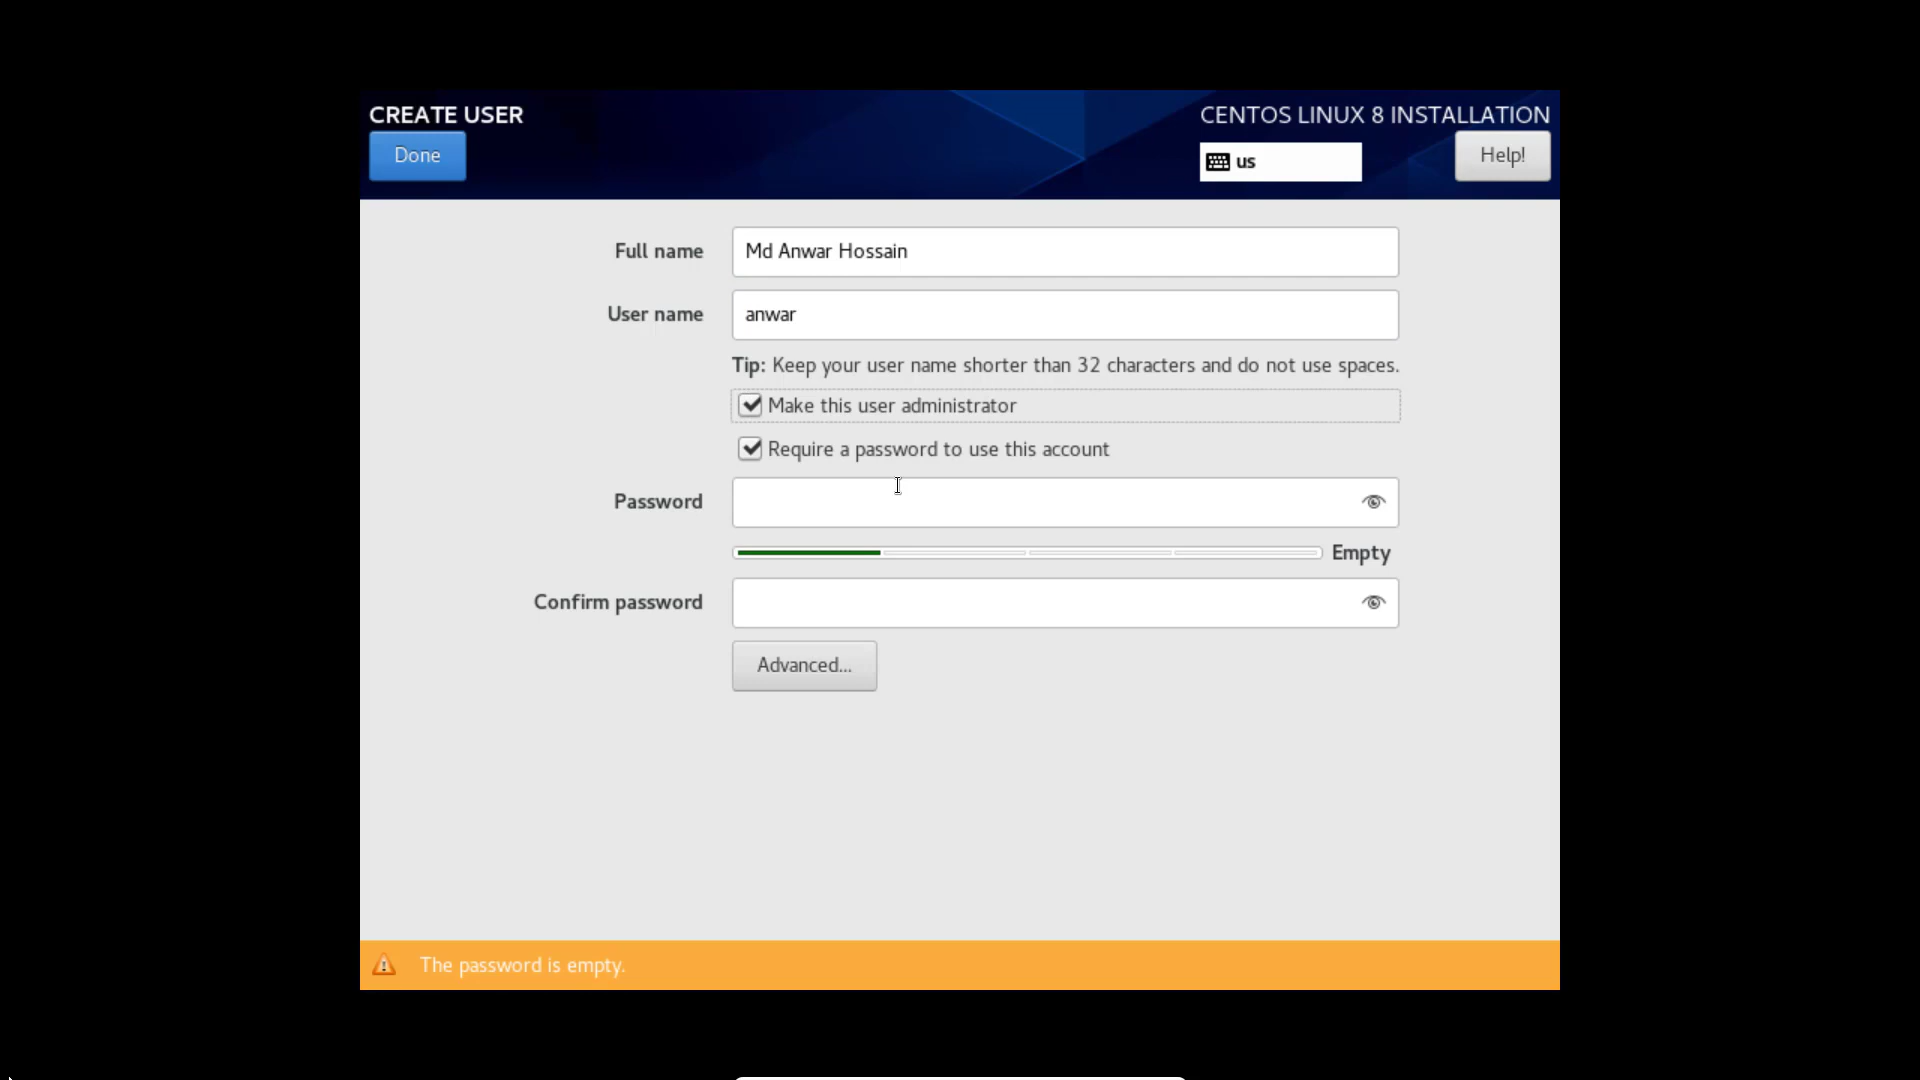 CREATE USER
CENTOS LINUX 8 INSTALLATION
Done
us
Help!
Full name
Md Anwar Hossain
User name
anwar
Tip: Keep your user name shorter than 32 characters and do not use spaces.
Make this user administrator
Require a password to use this account
Password
Empty
Confirm password
Advanced...
The password is empty.